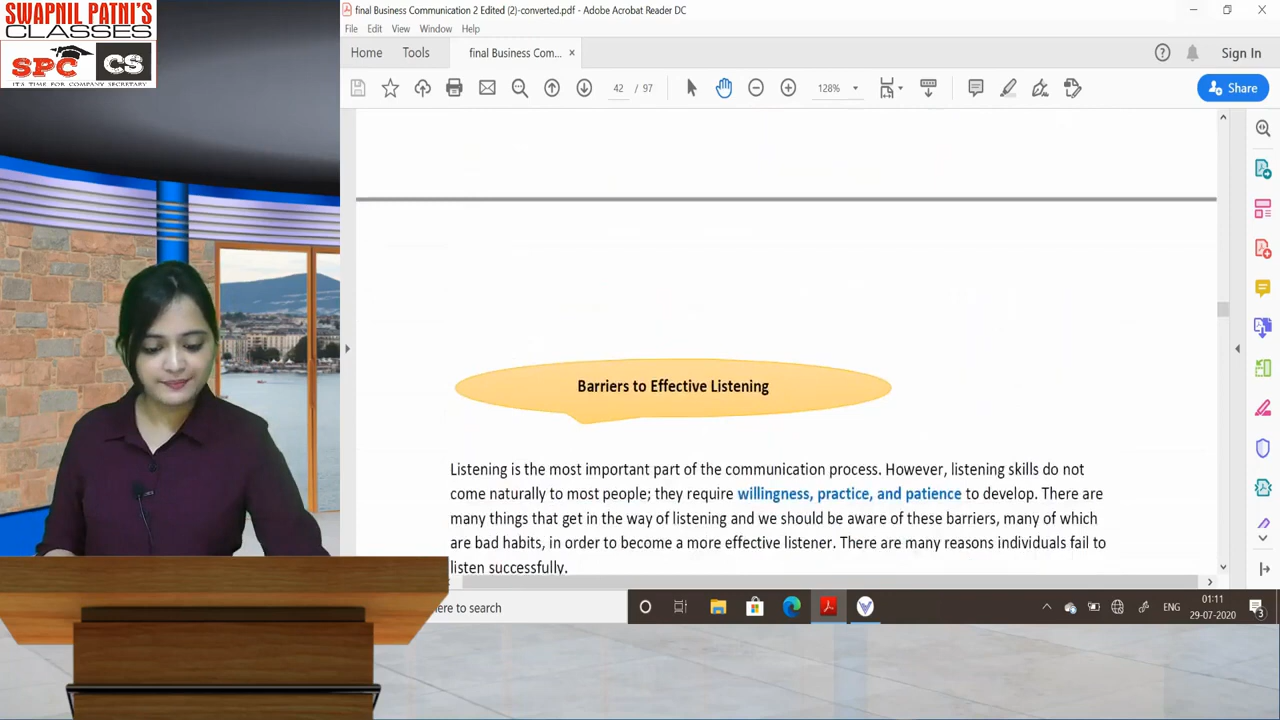 SWAPNIL PATNI'S
CLASSES
SPC CS
IT'S TIME FOR COMPANY SECRETARY
final Business Communication 2 Edited (2)-converted.pdf - Adobe Acrobat Reader DC
File Edit View Window Help
Home Tools final Business Com... × Sign In
42 / 97 128% Share
Barriers to Effective Listening
Listening is the most important part of the communication process. However, listening skills do not
come naturally to most people; they require willingness, practice, and patience to develop. There are
many things that get in the way of listening and we should be aware of these barriers, many of which
are bad habits, in order to become a more effective listener. There are many reasons individuals fail to
listen successfully.
ere to search
ENG
01:11
29-07-2020
3